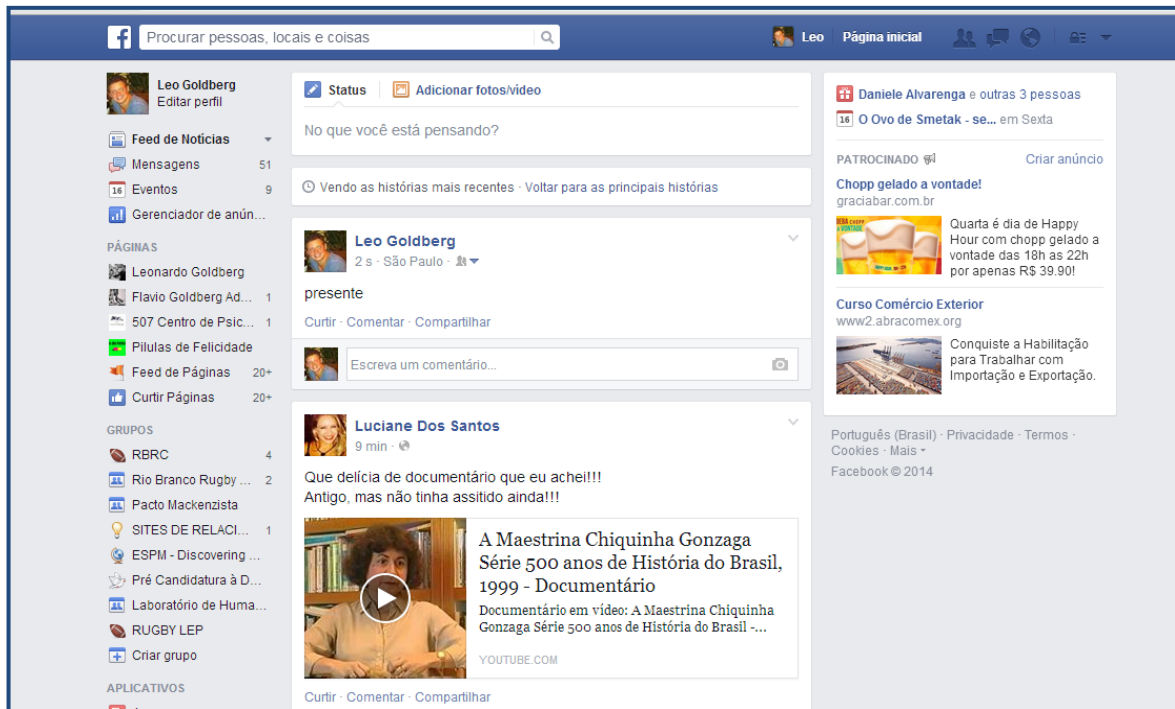 Procurar pessoas, locais e coisas
Leo
Página inicial
Leo Goldberg
Editar perfil
Feed de Notícias
Mensagens 51
16 Eventos 9
Gerenciador de anún...
PÁGINAS
Leonardo Goldberg
Flavio Goldberg Ad... 1
507 Centro de Psic... 1
Pilulas de Felicidade
Feed de Páginas 20+
Curtir Páginas 20+
GRUPOS
RBRC 4
Rio Branco Rugby ... 2
Pacto Mackenzista
SITES DE RELACI... 1
ESPM - Discovering ...
Pré Candidatura à D...
Laboratório de Huma...
RUGBY LEP
Criar grupo
APLICATIVOS
Status
Adicionar fotos/vídeo
No que você está pensando?
Vendo as histórias mais recentes · Voltar para as principais histórias
Leo Goldberg
2 s · São Paulo ·
presente
Curtir · Comentar · Compartilhar
Escreva um comentário...
Luciane Dos Santos
9 min ·
Que delícia de documentário que eu achei!!!
Antigo, mas não tinha assitido ainda!!!
A Maestrina Chiquinha Gonzaga
Série 500 anos de História do Brasil,
1999 - Documentário
Documentário em vídeo: A Maestrina Chiquinha
Gonzaga Série 500 anos de História do Brasil -...
YOUTUBE.COM
Curtir · Comentar · Compartilhar
Daniele Alvarenga e outras 3 pessoas
16 O Ovo de Smetak - se... em Sexta
PATROCINADO
Criar anúncio
Chopp gelado a vontade!
graciabar.com.br
Quarta é dia de Happy
Hour com chopp gelado a
vontade das 18h as 22h
por apenas R$ 39.90!
Curso Comércio Exterior
www2.abracomex.org
Conquiste a Habilitação
para Trabalhar com
Importação e Exportação.
Português (Brasil) · Privacidade · Termos ·
Cookies · Mais
Facebook © 2014